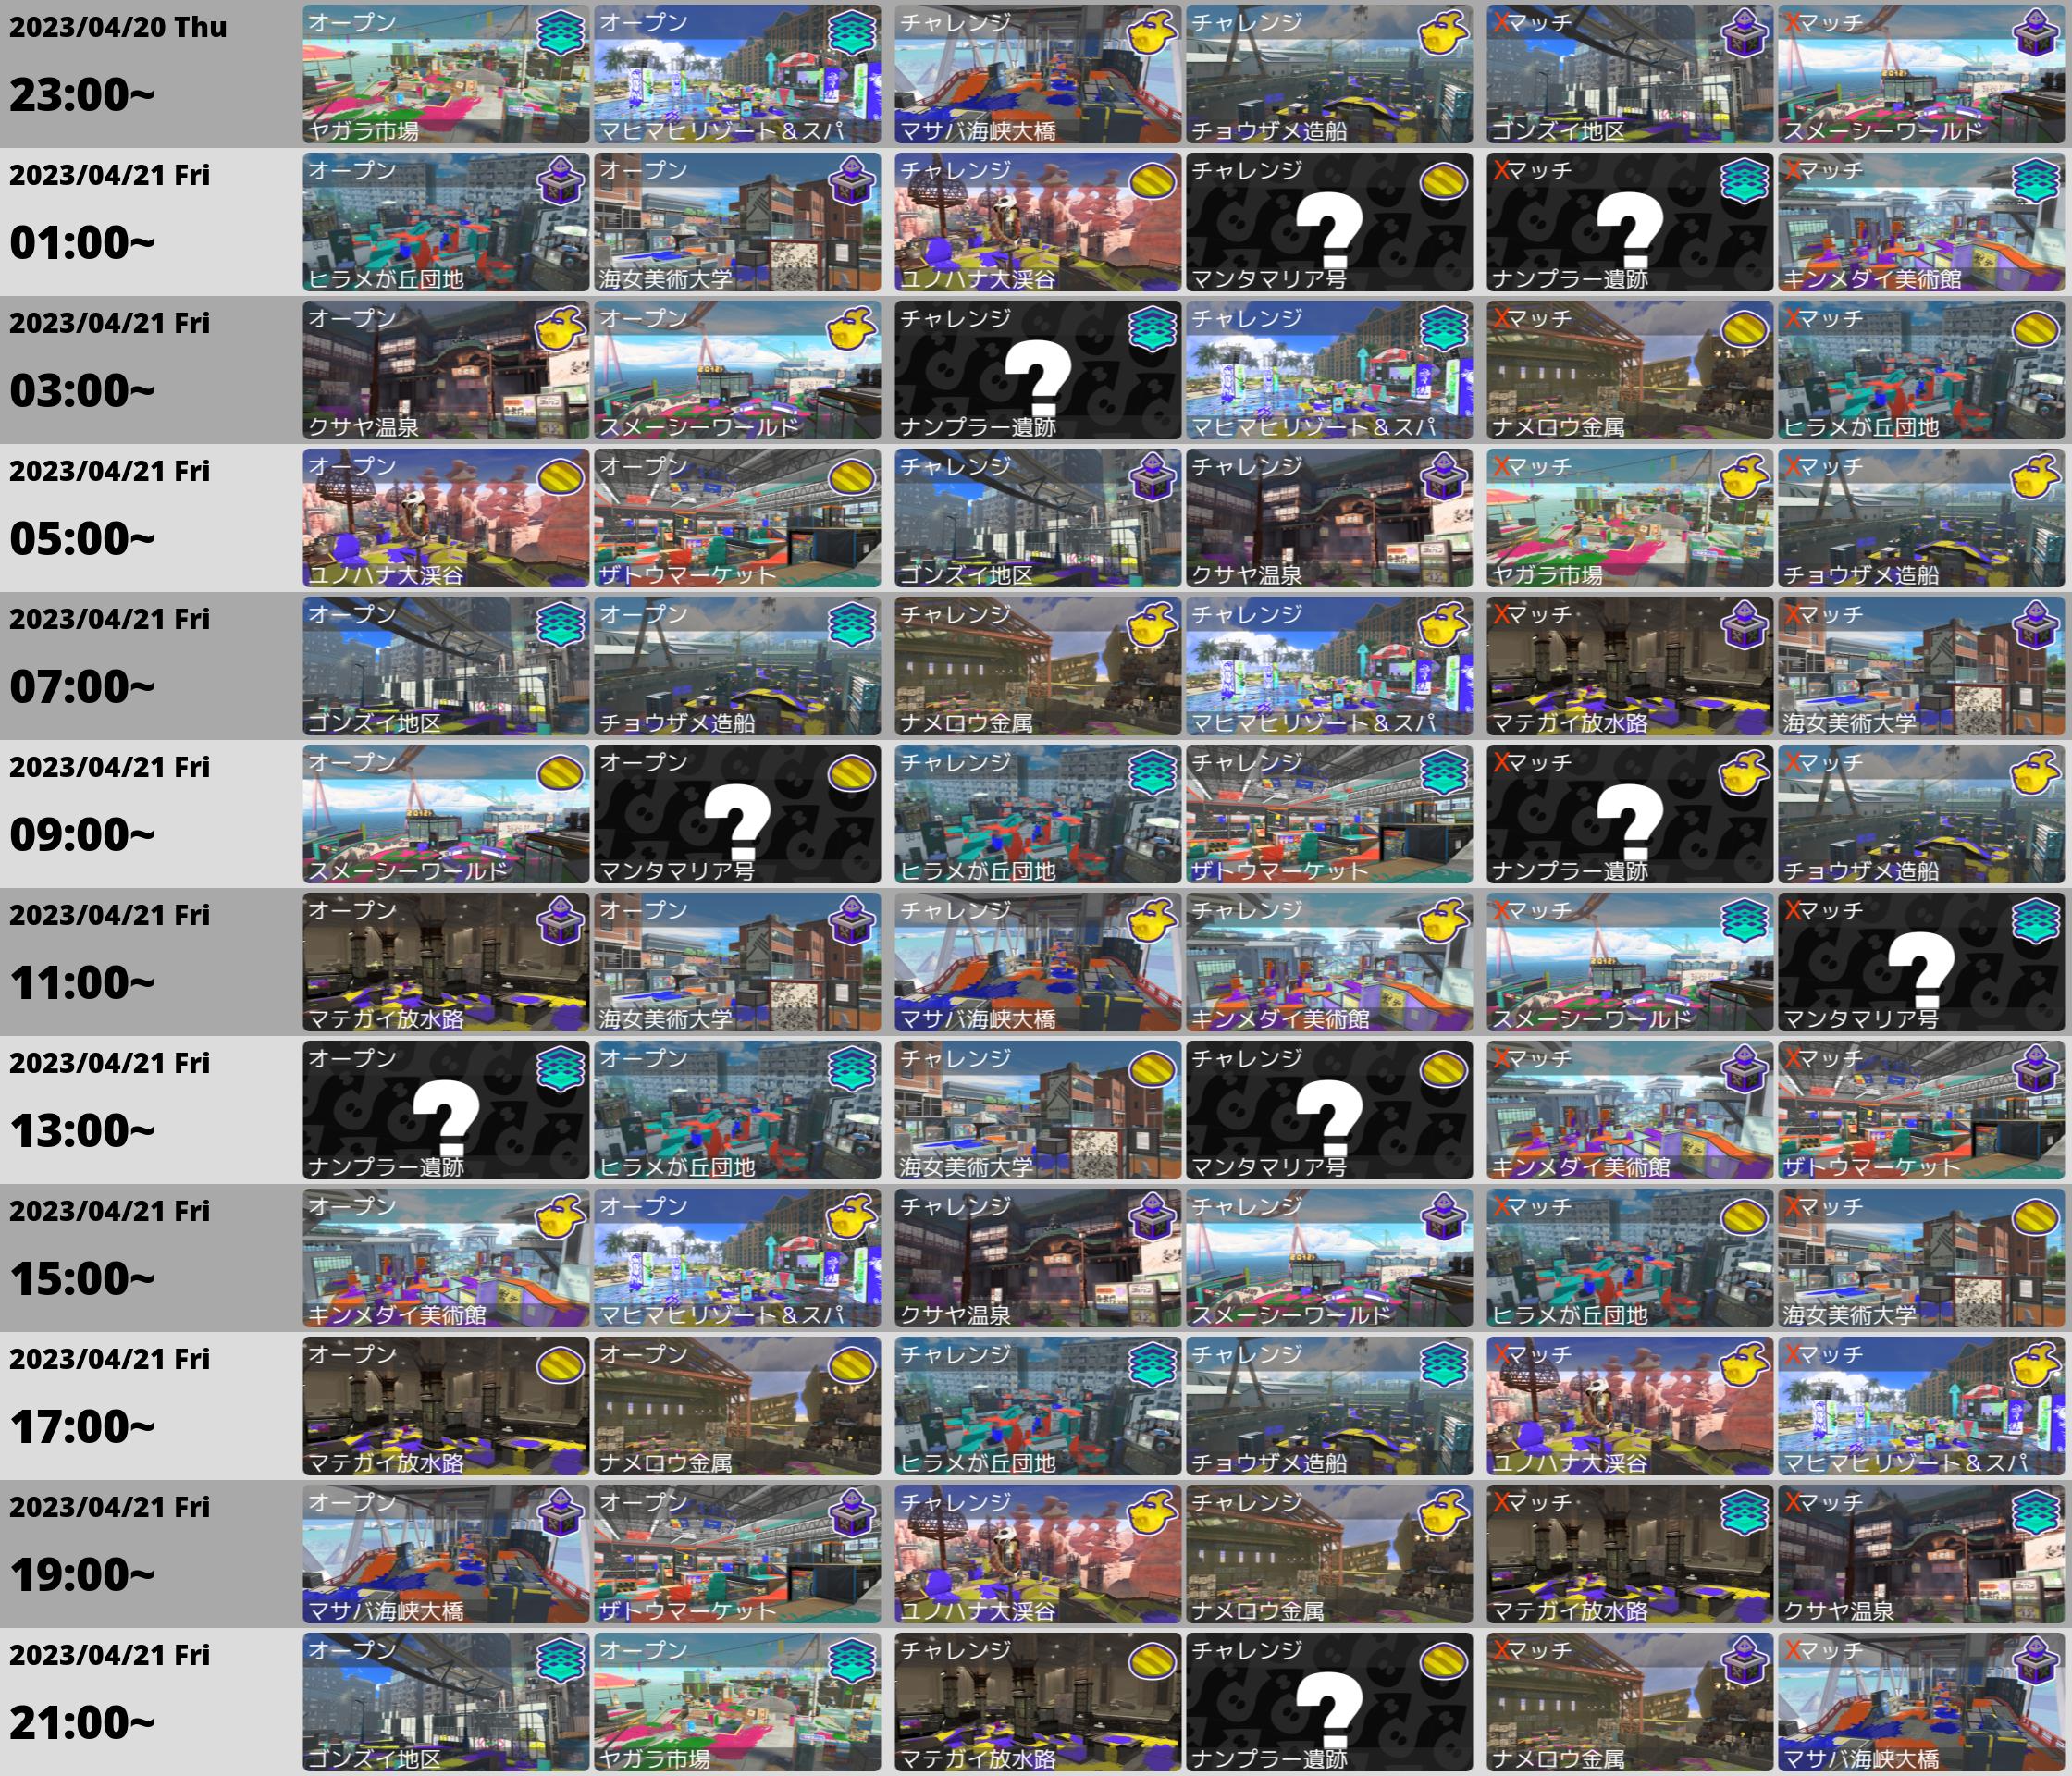 2023/04/20 Thu
23:00~
オープン
ヤガラ市場
オープン
マヒマヒリゾート&スパ
チャレンジ
マサバ海峡大橋
チャレンジ
チョウザメ造船
Xマッチ
ゴンズイ地区
Xマッチ
スメーシーワールド
2023/04/21 Fri
01:00~
オープン
ヒラメが丘団地
オープン
海女美術大学
チャレンジ
ユノハナ大渓谷
チャレンジ
?
マンタマリア号
Xマッチ
?
ナンプラー遺跡
Xマッチ
キンメダイ美術館
2023/04/21 Fri
03:00~
オープン
クサヤ温泉
オープン
スメーシーワールド
チャレンジ
?
ナンプラー遺跡
チャレンジ
マヒマヒリゾート&スパ
Xマッチ
ナメロウ金属
Xマッチ
ヒラメが丘団地
2023/04/21 Fri
05:00~
オープン
ユノハナ大渓谷
オープン
ザトウマーケット
チャレンジ
ゴンズイ地区
チャレンジ
クサヤ温泉
Xマッチ
ヤガラ市場
Xマッチ
チョウザメ造船
2023/04/21 Fri
07:00~
オープン
ゴンズイ地区
オープン
チョウザメ造船
チャレンジ
ナメロウ金属
チャレンジ
マヒマヒリゾート&スパ
Xマッチ
マテガイ放水路
Xマッチ
海女美術大学
2023/04/21 Fri
09:00~
オープン
スメーシーワールド
オープン
?
マンタマリア号
チャレンジ
ヒラメが丘団地
チャレンジ
ザトウマーケット
Xマッチ
?
ナンプラー遺跡
Xマッチ
チョウザメ造船
2023/04/21 Fri
11:00~
オープン
マテガイ放水路
オープン
海女美術大学
チャレンジ
マサバ海峡大橋
チャレンジ
キンメダイ美術館
Xマッチ
スメーシーワールド
Xマッチ
?
マンタマリア号
2023/04/21 Fri
13:00~
オープン
?
ナンプラー遺跡
オープン
ヒラメが丘団地
チャレンジ
海女美術大学
チャレンジ
?
マンタマリア号
Xマッチ
キンメダイ美術館
Xマッチ
ザトウマーケット
2023/04/21 Fri
15:00~
オープン
キンメダイ美術館
オープン
マヒマヒリゾート&スパ
チャレンジ
クサヤ温泉
チャレンジ
スメーシーワールド
Xマッチ
ヒラメが丘団地
Xマッチ
海女美術大学
2023/04/21 Fri
17:00~
オープン
マテガイ放水路
オープン
ナメロウ金属
チャレンジ
ヒラメが丘団地
チャレンジ
チョウザメ造船
Xマッチ
ユノハナ大渓谷
Xマッチ
マヒマヒリゾート&スパ
2023/04/21 Fri
19:00~
オープン
マサバ海峡大橋
オープン
ザトウマーケット
チャレンジ
ユノハナ大渓谷
チャレンジ
ナメロウ金属
Xマッチ
マテガイ放水路
Xマッチ
クサヤ温泉
2023/04/21 Fri
21:00~
オープン
ゴンズイ地区
オープン
ヤガラ市場
チャレンジ
マテガイ放水路
チャレンジ
?
ナンプラー遺跡
Xマッチ
ナメロウ金属
Xマッチ
マサバ海峡大橋